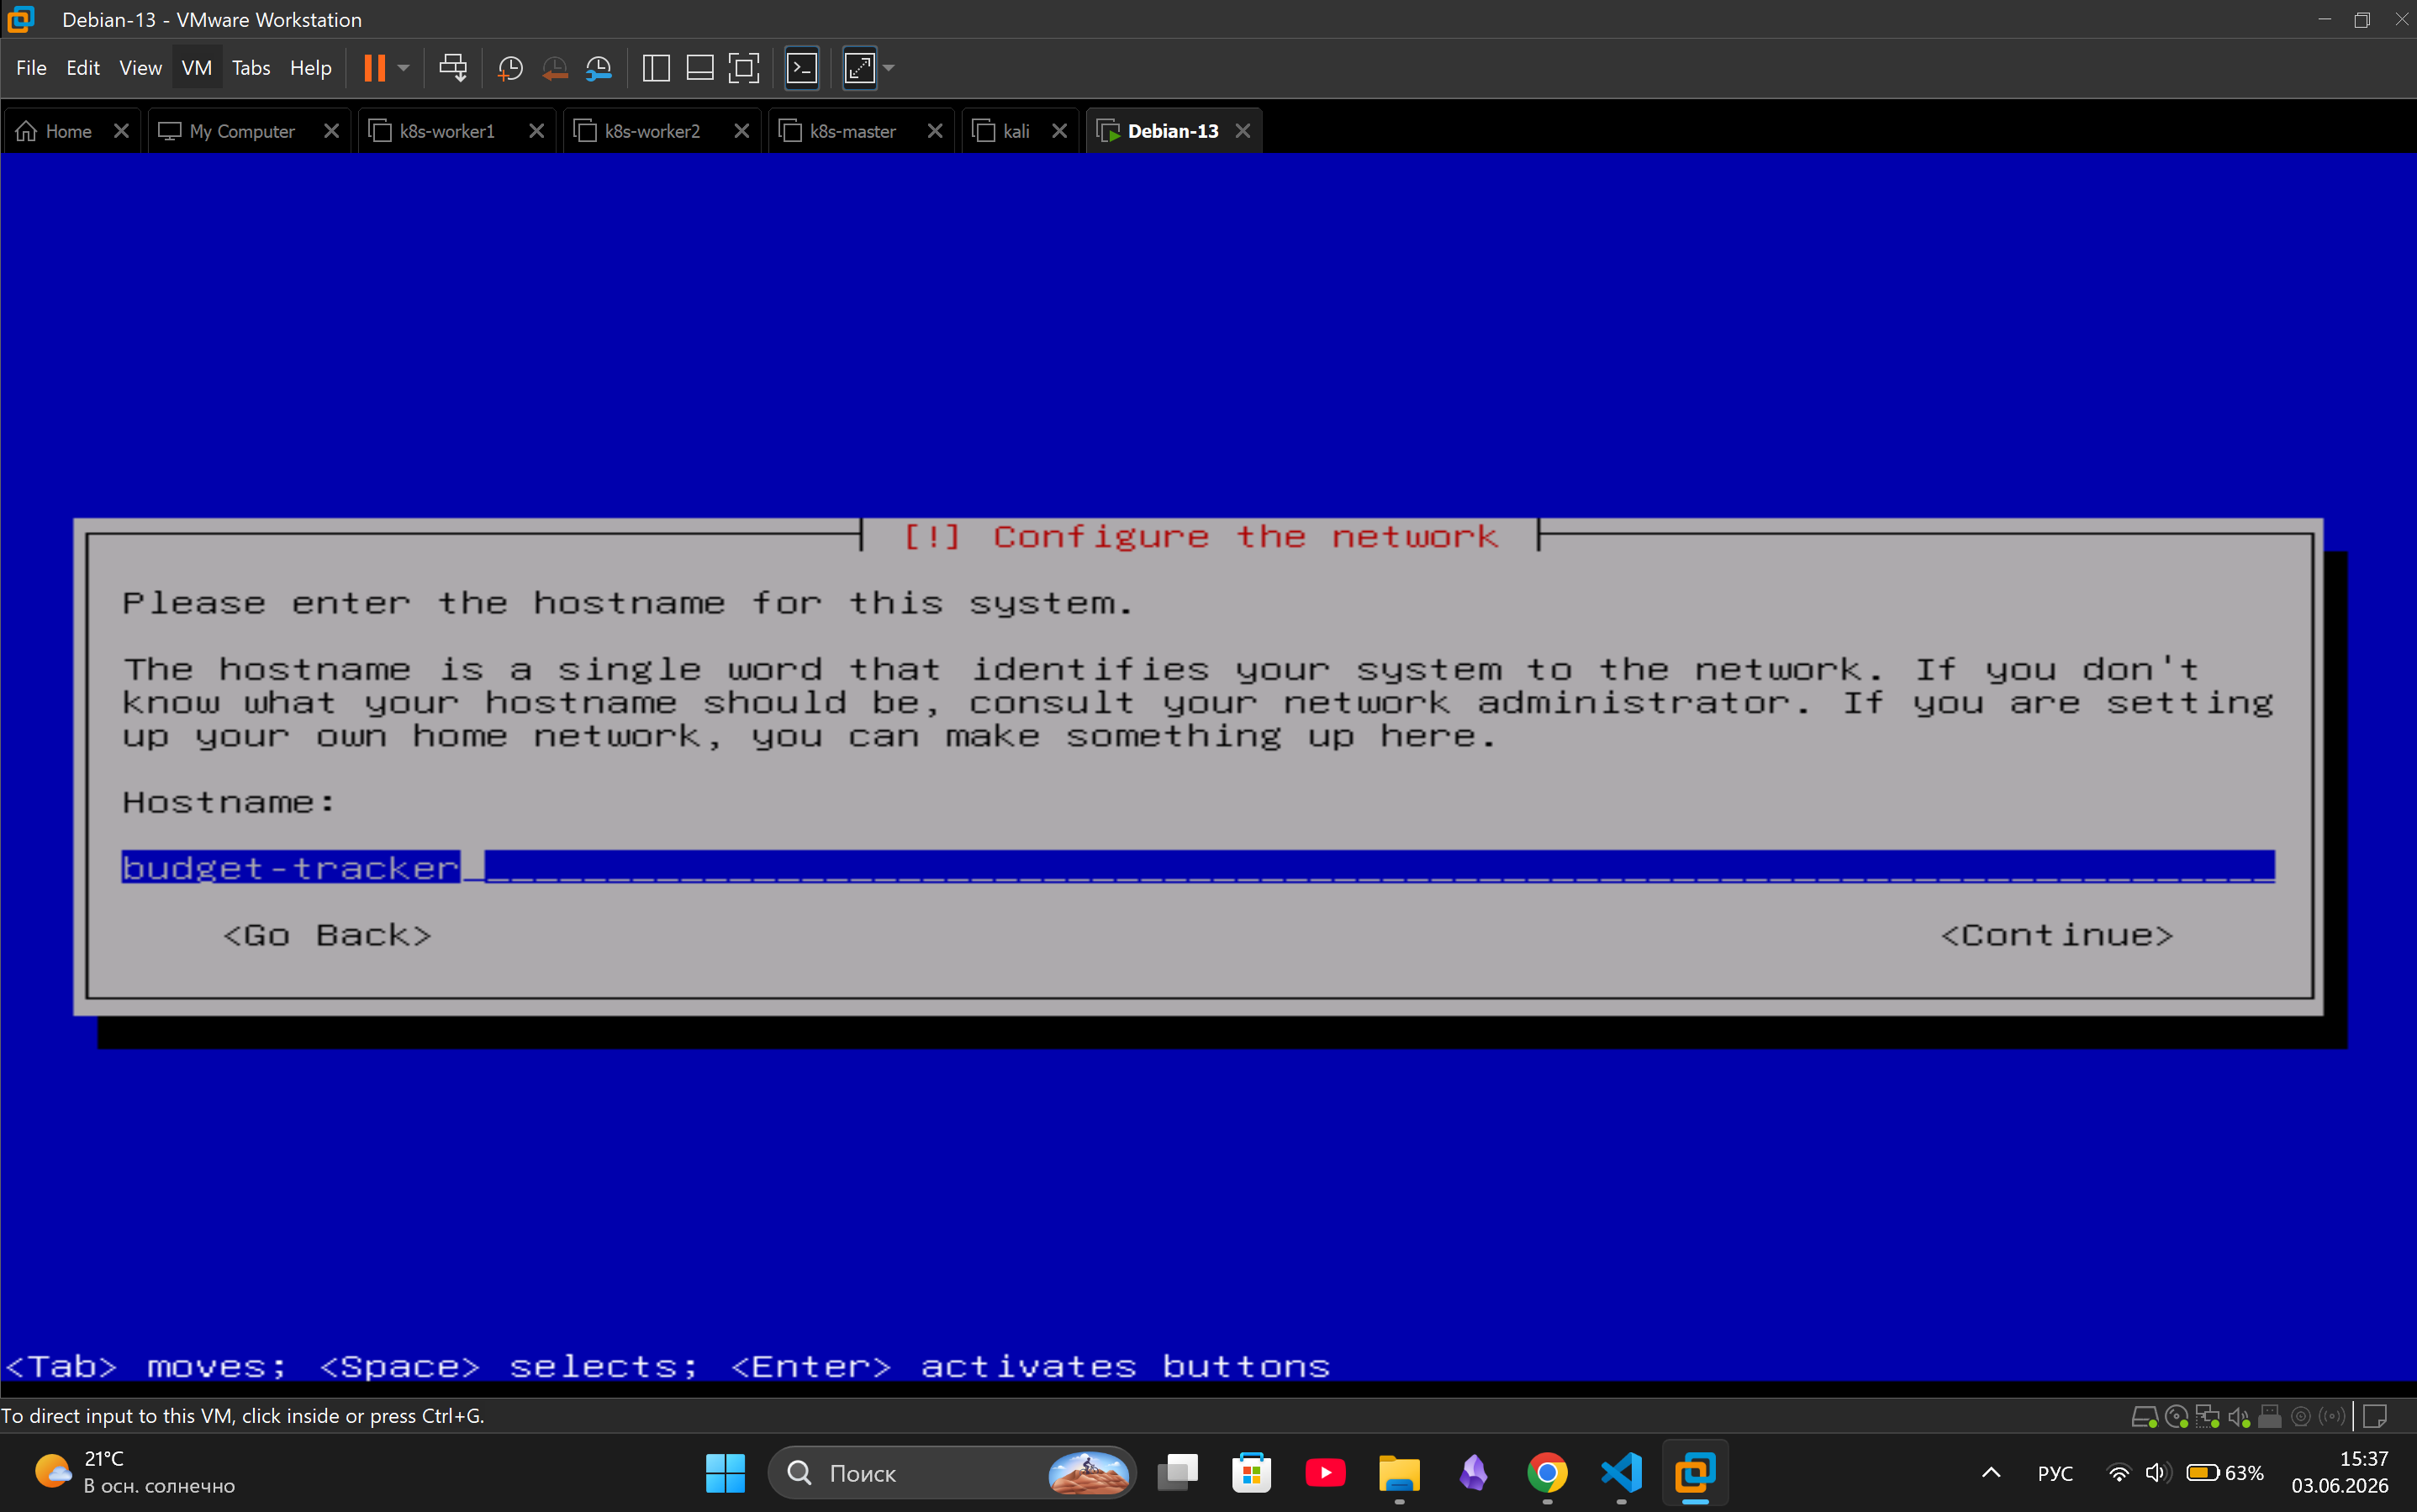 Debian-13 - VMware Workstation
File Edit View VM Tabs Help
Home My Computer k8s-worker1 k8s-worker2 k8s-master kali Debian-13
[!] Configure the network
Please enter the hostname for this system.
The hostname is a single word that identifies your system to the network. If you don't
know what your hostname should be, consult your network administrator. If you are setting
up your own home network, you can make something up here.
Hostname:
budget-tracker
<Go Back> <Continue>
<Tab> moves; <Space> selects; <Enter> activates buttons
To direct input to this VM, click inside or press Ctrl+G.
21°C
В осн. солнечно
Поиск
РУС
63%
15:37
03.06.2026